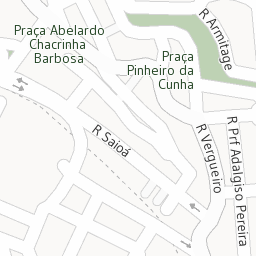 Praça Abelardo
Chacrinha
Barbosa
R Armitage
Praça
Pinheiro da
Cunha
R Saioá
R Vergueiro
R Prf Adalgiso Pereira